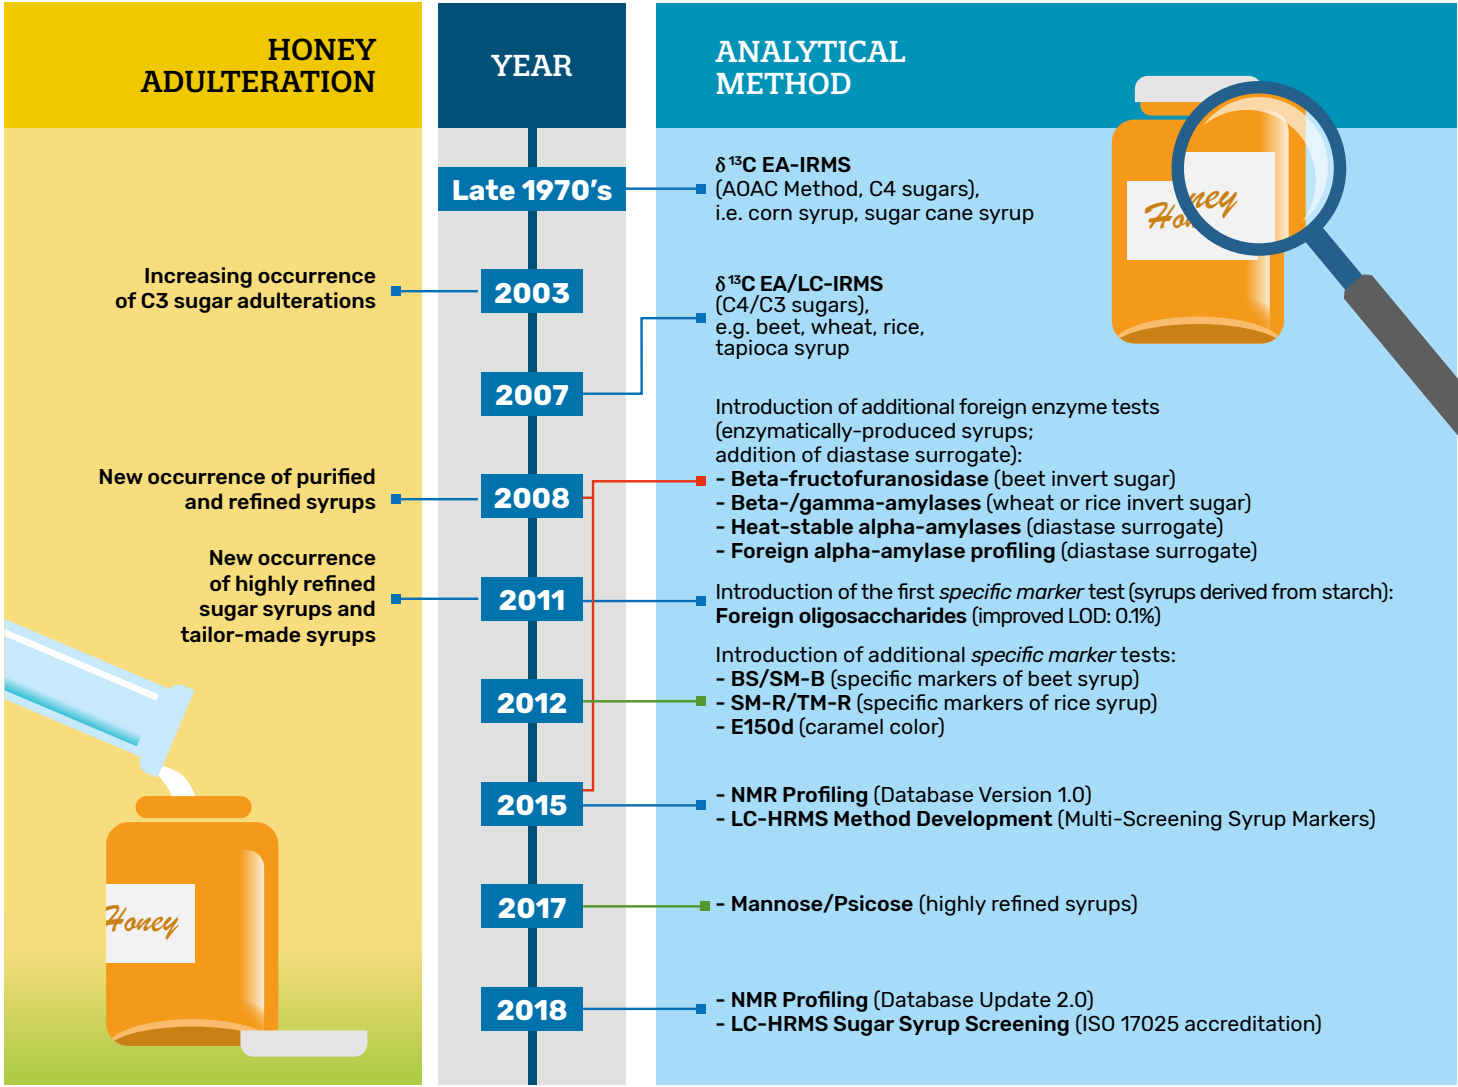 HONEY
ADULTERATION
YEAR
ANALYTICAL
METHOD
Honey
Late 1970's
δ ¹³C EA-IRMS
(AOAC Method, C4 sugars),
i.e. corn syrup, sugar cane syrup
Increasing occurrence
of C3 sugar adulterations
2003
δ ¹³C EA/LC-IRMS
(C4/C3 sugars),
e.g. beet, wheat, rice,
tapioca syrup
2007
Introduction of additional foreign enzyme tests
(enzymatically-produced syrups;
addition of diastase surrogate):
- Beta-fructofuranosidase (beet invert sugar)
- Beta-/gamma-amylases (wheat or rice invert sugar)
- Heat-stable alpha-amylases (diastase surrogate)
- Foreign alpha-amylase profiling (diastase surrogate)
New occurrence of purified
and refined syrups
2008
New occurrence
of highly refined
sugar syrups and
tailor-made syrups
2011
Introduction of the first specific marker test (syrups derived from starch):
Foreign oligosaccharides (improved LOD: 0.1%)
2012
Introduction of additional specific marker tests:
- BS/SM-B (specific markers of beet syrup)
- SM-R/TM-R (specific markers of rice syrup)
- E150d (caramel color)
2015
- NMR Profiling (Database Version 1.0)
- LC-HRMS Method Development (Multi-Screening Syrup Markers)
2017
- Mannose/Psicose (highly refined syrups)
Honey
2018
- NMR Profiling (Database Update 2.0)
- LC-HRMS Sugar Syrup Screening (ISO 17025 accreditation)